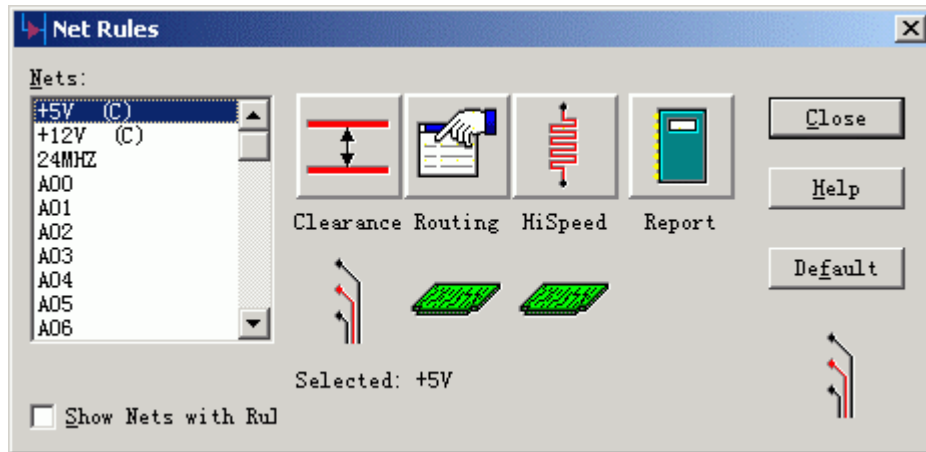 Net Rules
Nets:
+5V (C)
+12V (C)
24MHZ
A00
A01
A02
A03
A04
A05
A06
Clearance Routing HiSpeed Report
Close
Help
Default
Selected: +5V
Show Nets with Rul